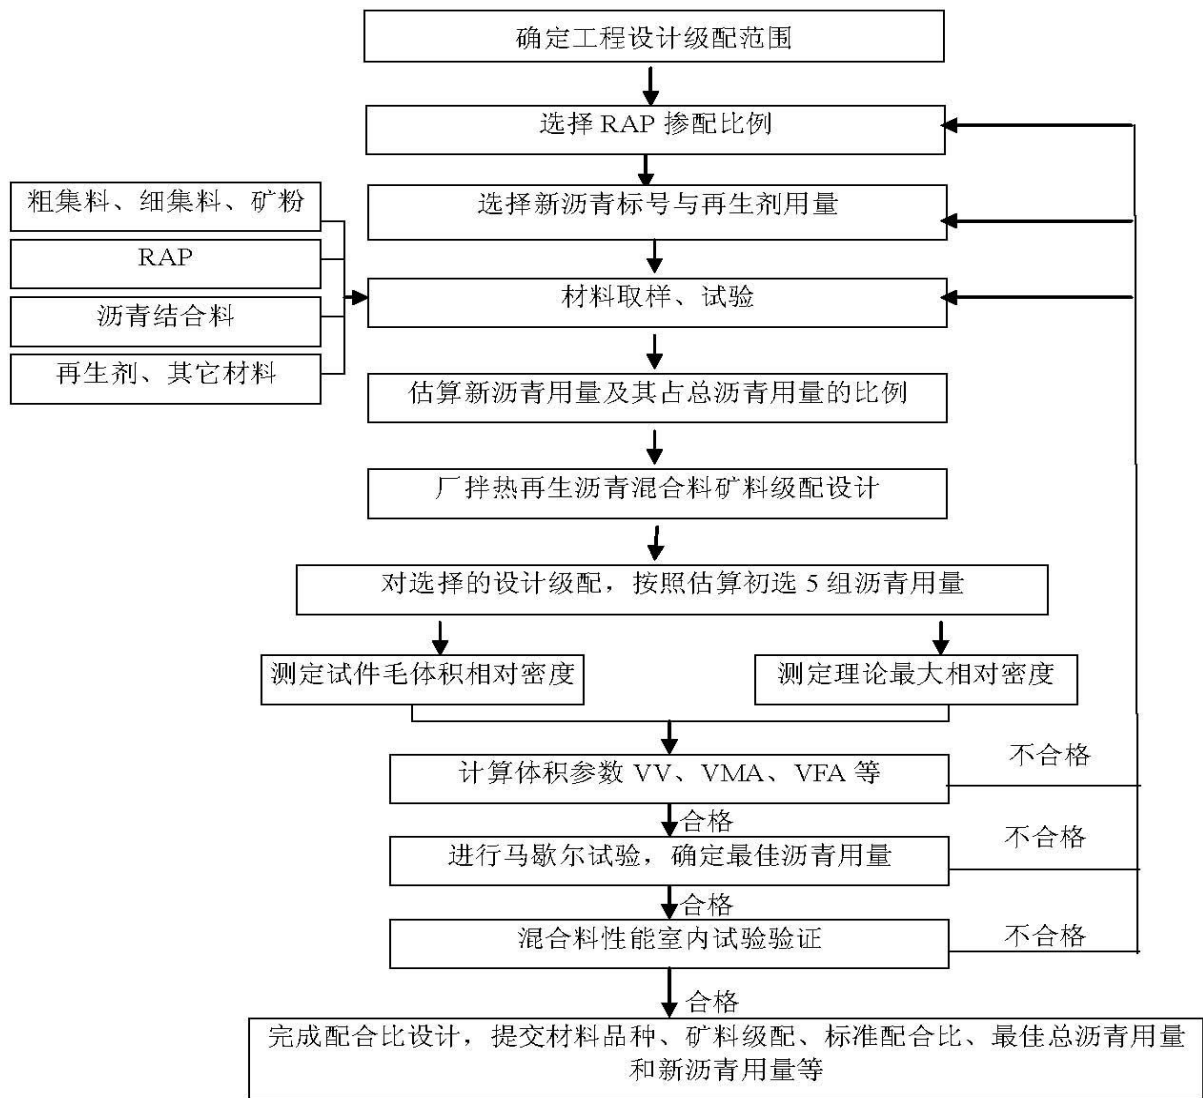 确定工程设计级配范围
选择 RAP 掺配比例
选择新沥青标号与再生剂用量
粗集料、细集料、矿粉
RAP
沥青结合料
再生剂、其它材料
材料取样、试验
估算新沥青用量及其占总沥青用量的比例
厂拌热再生沥青混合料矿料级配设计
对选择的设计级配，按照估算初选 5 组沥青用量
测定试件毛体积相对密度
测定理论最大相对密度
计算体积参数 VV、VMA、VFA 等
不合格
合格
进行马歇尔试验，确定最佳沥青用量
不合格
合格
混合料性能室内试验验证
不合格
合格
完成配合比设计，提交材料品种、矿料级配、标准配合比、最佳总沥青用量
和新沥青用量等